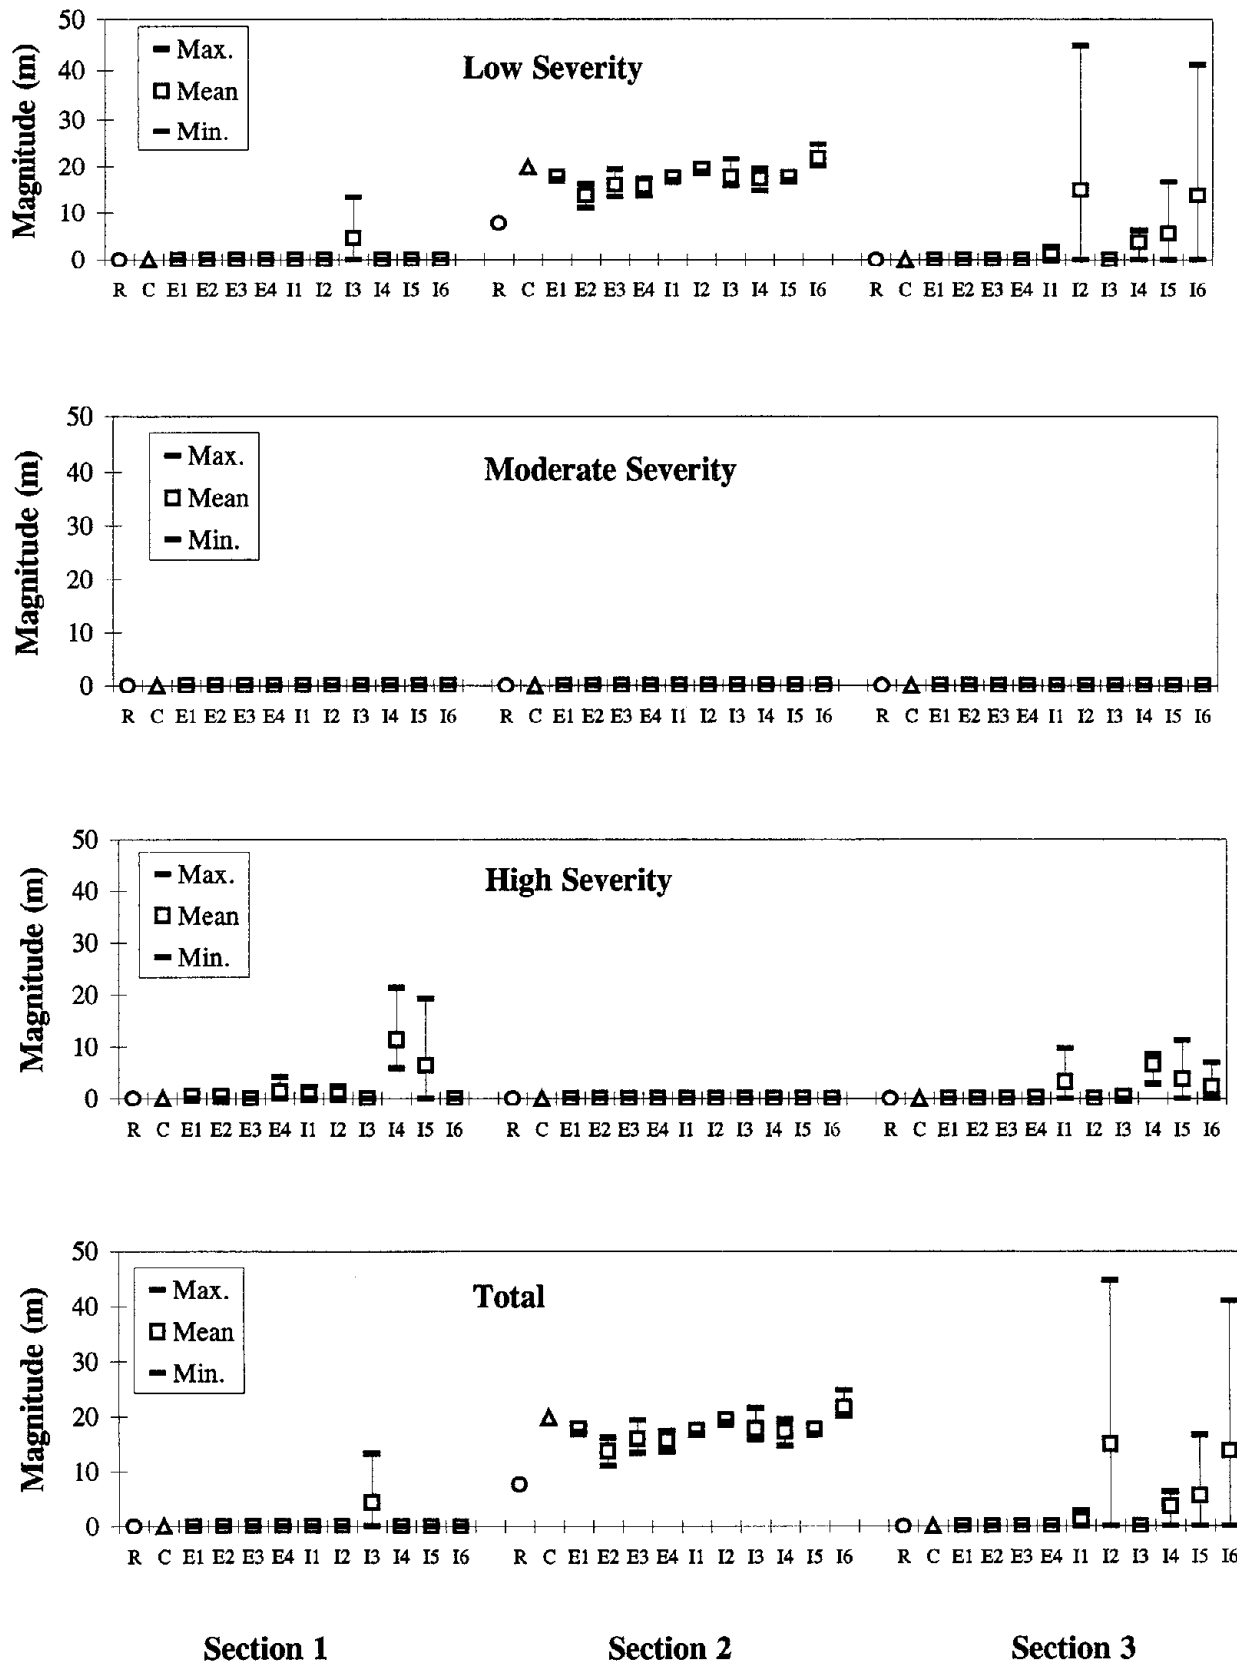 Low Severity
Magnitude (m)
50
40
30
20
10
0
Max.
Mean
Min.
R C E1 E2 E3 E4 I1 I2 I3 I4 I5 I6 R C E1 E2 E3 E4 I1 I2 I3 I4 I5 I6 R C E1 E2 E3 E4 I1 I2 I3 I4 I5 I6
Moderate Severity
Magnitude (m)
50
40
30
20
10
0
Max.
Mean
Min.
R C E1 E2 E3 E4 I1 I2 I3 I4 I5 I6 R C E1 E2 E3 E4 I1 I2 I3 I4 I5 I6 R C E1 E2 E3 E4 I1 I2 I3 I4 I5 I6
High Severity
Magnitude (m)
50
40
30
20
10
0
Max.
Mean
Min.
R C E1 E2 E3 E4 I1 I2 I3 I4 I5 I6 R C E1 E2 E3 E4 I1 I2 I3 I4 I5 I6 R C E1 E2 E3 E4 I1 I2 I3 I4 I5 I6
Total
Magnitude (m)
50
40
30
20
10
0
Max.
Mean
Min.
R C E1 E2 E3 E4 I1 I2 I3 I4 I5 I6 R C E1 E2 E3 E4 I1 I2 I3 I4 I5 I6 R C E1 E2 E3 E4 I1 I2 I3 I4 I5 I6
Section 1 Section 2 Section 3